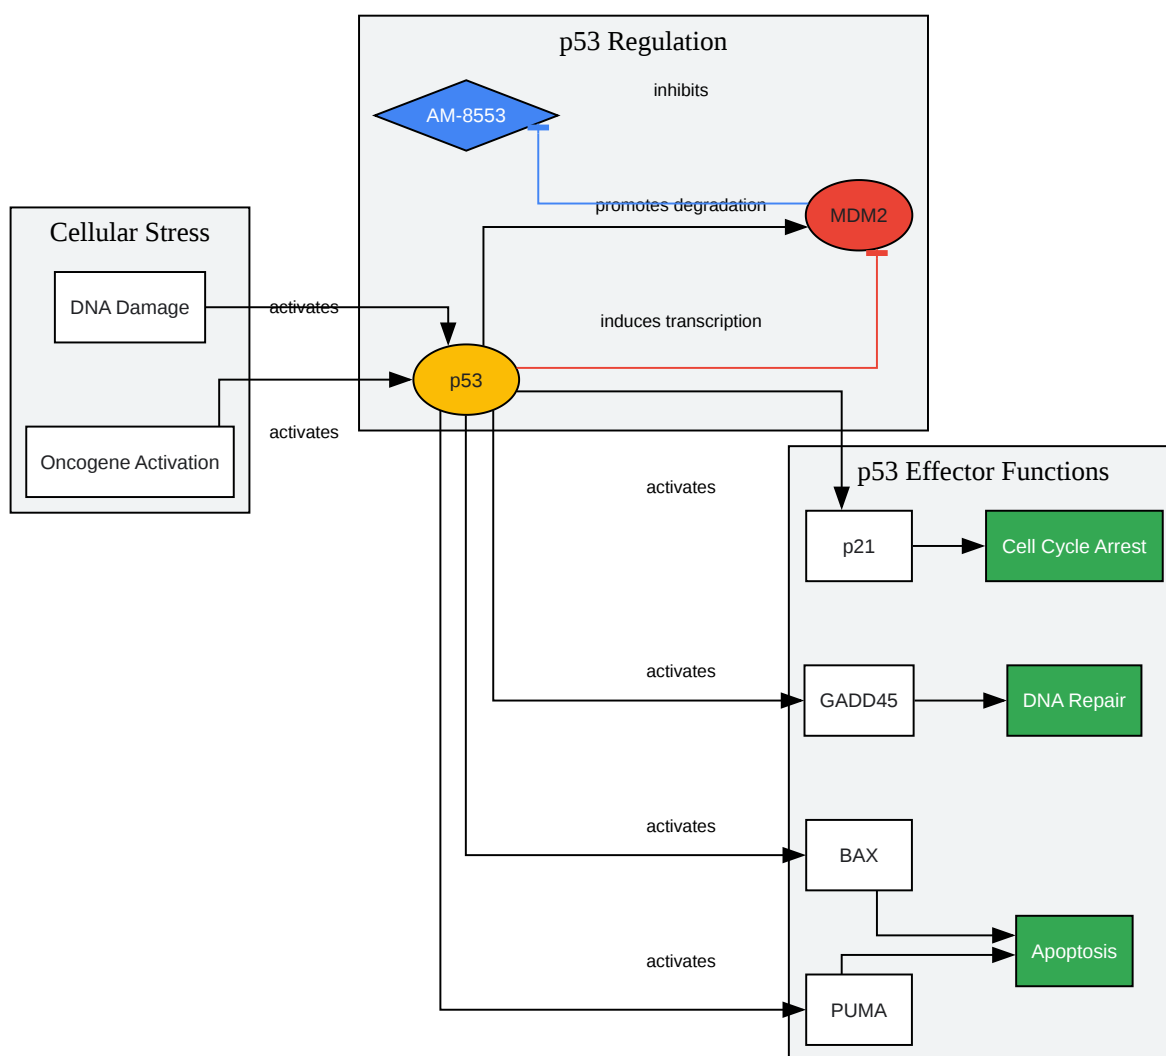 p53 Regulation
AM-8553
inhibits
promotes degradation
MDM2
Cellular Stress
DNA Damage
activates
induces transcription
p53
Oncogene Activation
activates
p53 Effector Functions
activates
p21
Cell Cycle Arrest
activates
GADD45
DNA Repair
activates
BAX
Apoptosis
activates
PUMA